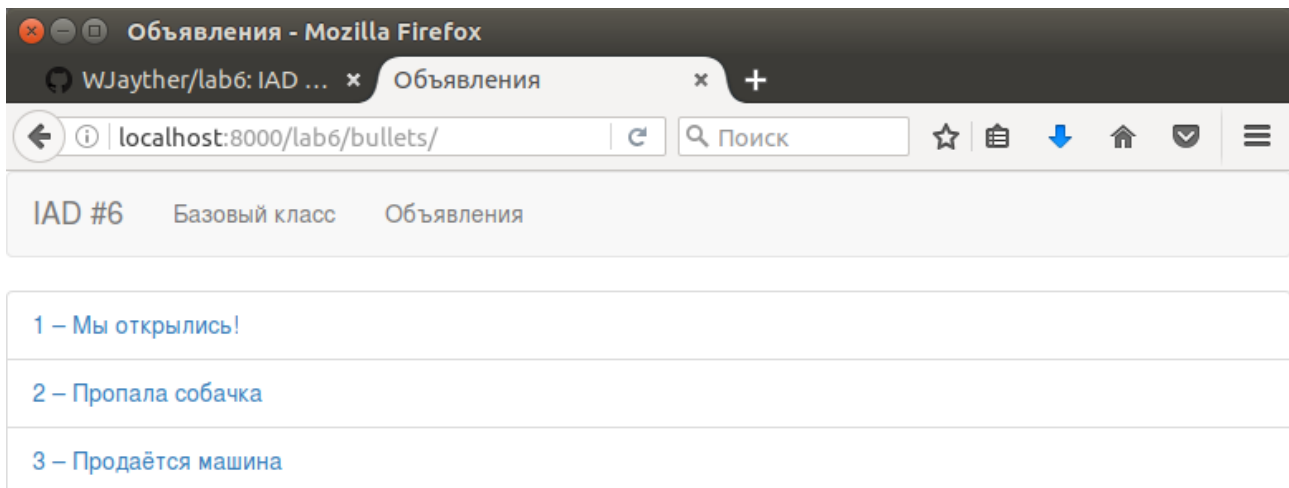 Объявления - Mozilla Firefox
WJayther/lab6: IAD ... Объявления
localhost:8000/lab6/bullets/ Поиск
IAD #6 Базовый класс Объявления
1 – Мы открылись!
2 – Пропала собачка
3 – Продаётся машина